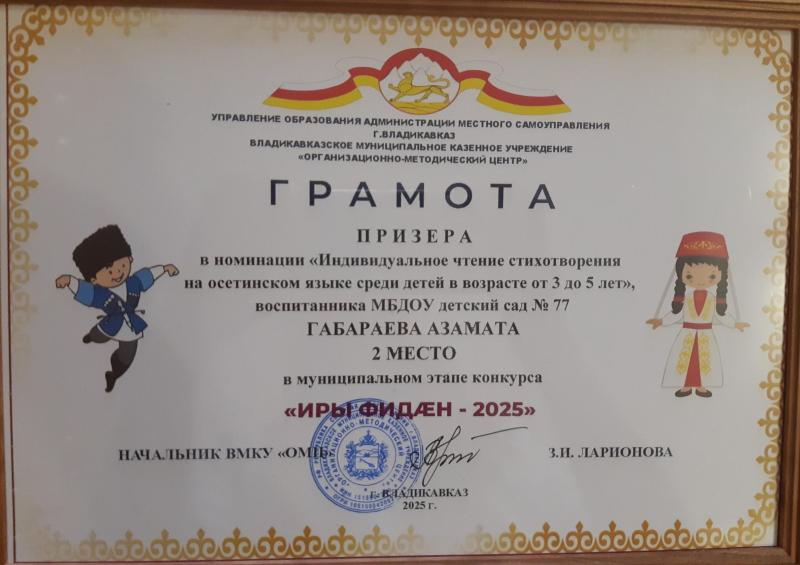 УПРАВЛЕНИЕ ОБРАЗОВАНИЯ АДМИНИСТРАЦИИ МЕСТНОГО САМОУПРАВЛЕНИЯ
Г.ВЛАДИКАВКАЗ
ВЛАДИКАВКАЗСКОЕ МУНИЦИПАЛЬНОЕ КАЗЕННОЕ УЧРЕЖДЕНИЕ
«ОРГАНИЗАЦИОННО-МЕТОДИЧЕСКИЙ ЦЕНТР»
ГРАМОТА
ПРИЗЕРА
в номинации «Индивидуальное чтение стихотворения
на осетинском языке среди детей в возрасте от 3 до 5 лет»,
воспитанника МБДОУ детский сад № 77
ГАБАРАЕВА АЗАМАТА
2 МЕСТО
в муниципальном этапе конкурса
«ИРЫ ФИДÆН - 2025»
НАЧАЛЬНИК ВМКУ «ОМЦ» З.И. ЛАРИОНОВА
ОРГАНИЗАЦИОННО-МЕТОДИЧЕСКИЙ
г. ВЛАДИКАВКАЗ
2025 г.